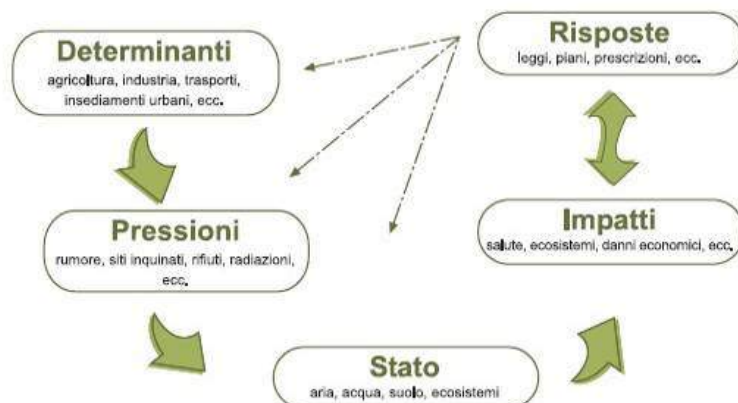 Determinanti
agricoltura, industria, trasporti,
insediamenti urbani, ecc.
Risposte
leggi, piani, prescrizioni, ecc.
Pressioni
rumore, siti inquinati, rifiuti, radiazioni,
ecc.
Impatti
salute, ecosistemi, danni economici, ecc.
Stato
aria, acqua, suolo, ecosistemi